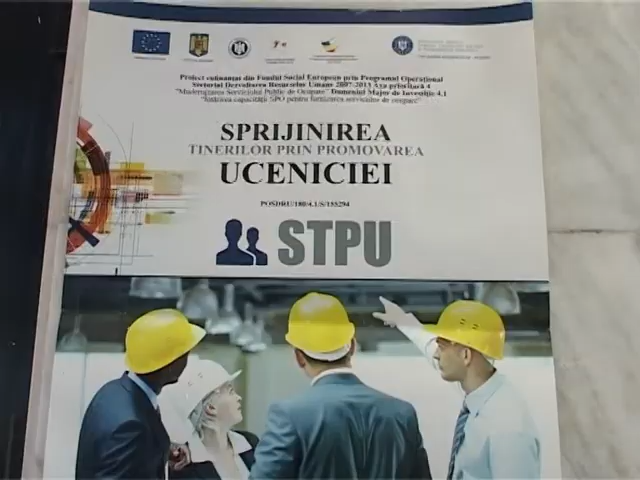 Proiect cofinanțat din Fondul Social European prin Programul Operațional
Sectorial Dezvoltarea Resurselor Umane 2007-2013 Axa prioritară 4
"Modernizarea Serviciului Public de Ocupare" Domeniul Major de Investiție 4.1
"Întărirea capacității SPO pentru furnizarea serviciilor de ocupare"
SPRIJINIREA
TINERILOR PRIN PROMOVAREA
UCENICIEI
POSDRU/180/4.1/S/155294
STPU